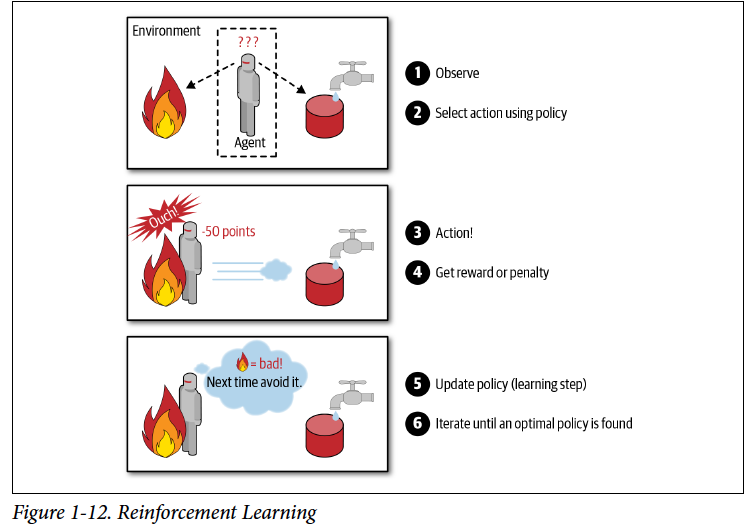 Environment
???
Agent
1 Observe
2 Select action using policy
Ouch!
-50 points
3 Action!
4 Get reward or penalty
= bad!
Next time avoid it.
5 Update policy (learning step)
6 Iterate until an optimal policy is found
Figure 1-12. Reinforcement Learning